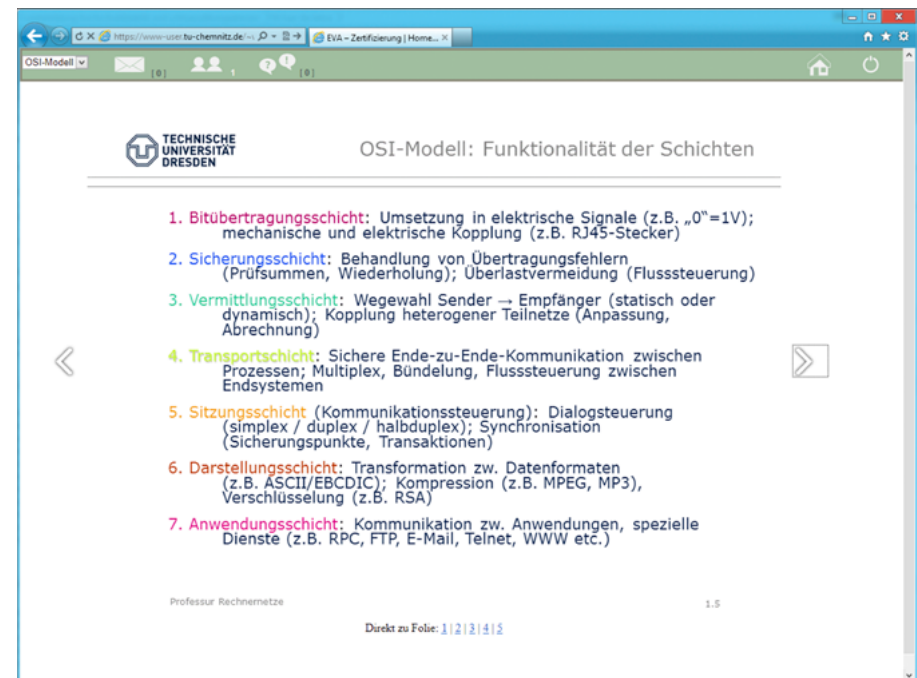 https://www-user.tu-chemnitz.de/~
EVA – Zertifizierung | Home...
OSI-Modell
[0]
1
[0]
TECHNISCHE
UNIVERSITÄT
DRESDEN
OSI-Modell: Funktionalität der Schichten
1. Bitübertragungsschicht: Umsetzung in elektrische Signale (z.B. „0"=1V);
mechanische und elektrische Kopplung (z.B. RJ45-Stecker)
2. Sicherungsschicht: Behandlung von Übertragungsfehlern
(Prüfsummen, Wiederholung); Überlastvermeidung (Flusssteuerung)
3. Vermittlungsschicht: Wegewahl Sender → Empfänger (statisch oder
dynamisch); Kopplung heterogener Teilnetze (Anpassung,
Abrechnung)
4. Transportschicht: Sichere Ende-zu-Ende-Kommunikation zwischen
Prozessen; Multiplex, Bündelung, Flusssteuerung zwischen
Endsystemen
5. Sitzungsschicht (Kommunikationssteuerung): Dialogsteuerung
(simplex / duplex / halbduplex); Synchronisation
(Sicherungspunkte, Transaktionen)
6. Darstellungsschicht: Transformation zw. Datenformaten
(z.B. ASCII/EBCDIC); Kompression (z.B. MPEG, MP3),
Verschlüsselung (z.B. RSA)
7. Anwendungsschicht: Kommunikation zw. Anwendungen, spezielle
Dienste (z.B. RPC, FTP, E-Mail, Telnet, WWW etc.)
Professur Rechnernetze
1.5
Direkt zu Folie: 1 | 2 | 3 | 4 | 5